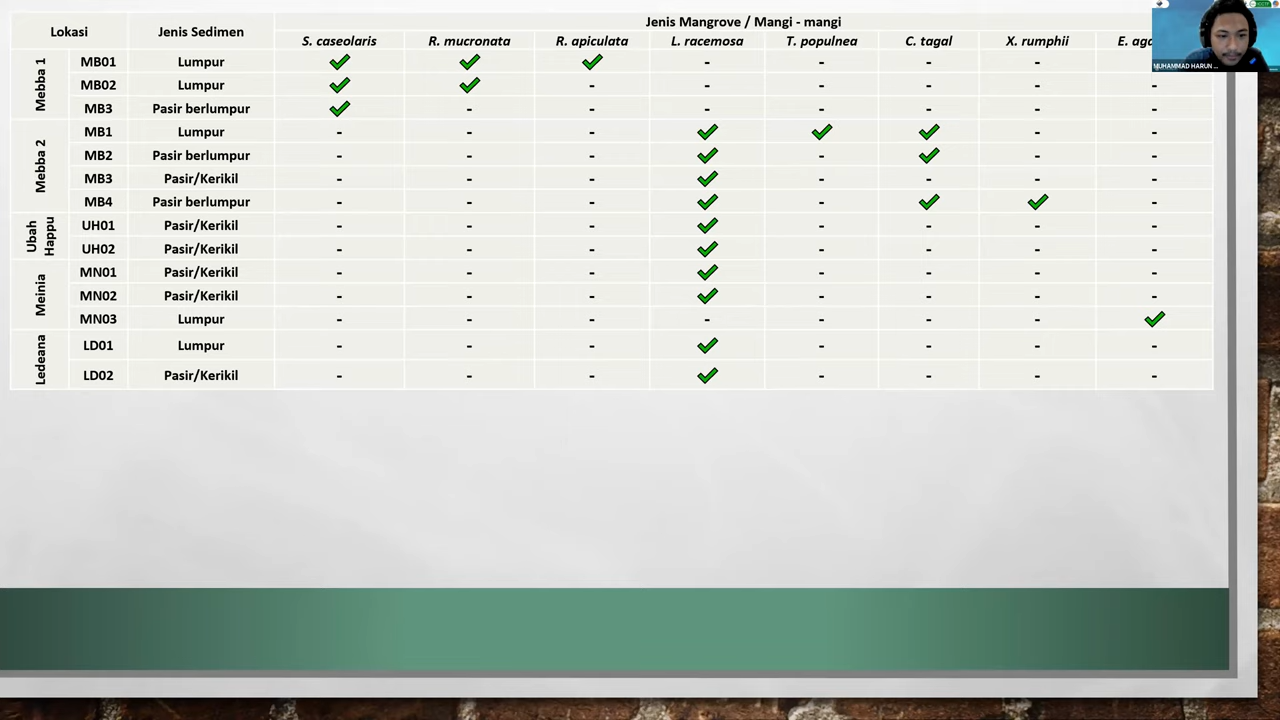 Lokasi Jenis Sedimen Jenis Mangrove / Mangi - mangi
S. caseolaris R. mucronata R. apiculata L. racemosa T. populnea C. tagal X. rumphii
Mebba 1
MB01 Lumpur ✓ ✓ ✓ - - - - -
MB02 Lumpur ✓ ✓ - - - - - -
MB3 Pasir berlumpur ✓ - - - - - - -
Mebba 2
MB1 Lumpur - - - ✓ ✓ ✓ - -
MB2 Pasir berlumpur - - - ✓ - ✓ - -
MB3 Pasir/Kerikil - - - ✓ - - - -
MB4 Pasir berlumpur - - - ✓ - ✓ ✓ -
Ubah
Happu
UH01 Pasir/Kerikil - - - ✓ - - - -
UH02 Pasir/Kerikil - - - ✓ - - - -
Meinia
MN01 Pasir/Kerikil - - - ✓ - - - -
MN02 Pasir/Kerikil - - - ✓ - - - -
MN03 Lumpur - - - - - - - ✓
Ledeana
LD01 Lumpur - - - ✓ - - - -
LD02 Pasir/Kerikil - - - ✓ - - - -
MUHAMMAD HARUN ...